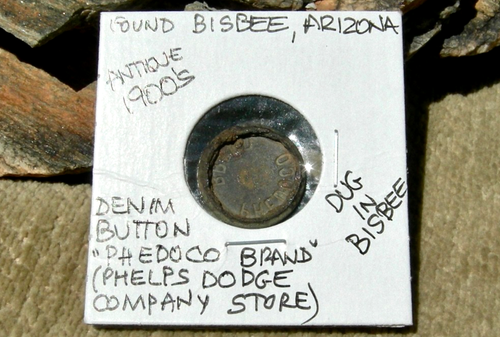 FOUND BISBEE, ARIZONA
ANTIQUE
1900'S
DENIM
BUTTON
"PHEDOCO BRAND"
(PHELPS DODGE
COMPANY STORE)
DUG
IN
BISBEE